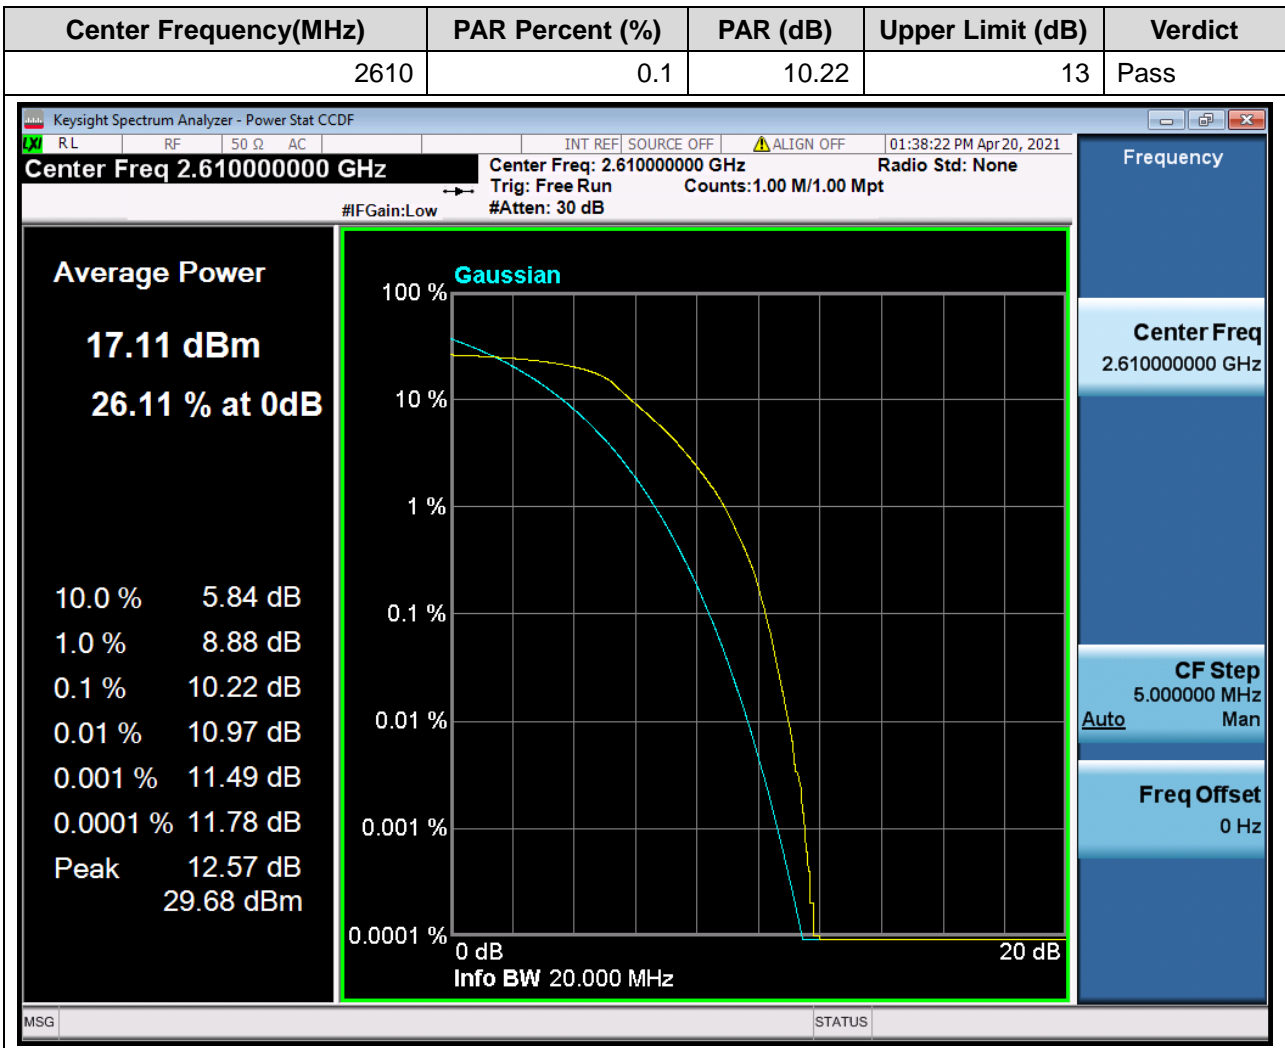 Center Frequency(MHz) PAR Percent (%) PAR (dB) Upper Limit (dB) Verdict
2610 0.1 10.22 13 Pass
Keysight Spectrum Analyzer - Power Stat CCDF
LXI RL RF 50 Ω AC INT REF SOURCE OFF ALIGN OFF 01:38:22 PM Apr 20, 2021
Center Freq 2.610000000 GHz
Center Freq: 2.610000000 GHz Radio Std: None
Trig: Free Run Counts:1.00 M/1.00 Mpt
#IFGain:Low #Atten: 30 dB
Frequency
Average Power
17.11 dBm
26.11 % at 0dB
10.0 % 5.84 dB
1.0 % 8.88 dB
0.1 % 10.22 dB
0.01 % 10.97 dB
0.001 % 11.49 dB
0.0001 % 11.78 dB
Peak 12.57 dB
29.68 dBm
Gaussian
100 %
10 %
1 %
0.1 %
0.01 %
0.001 %
0.0001 %
0 dB 20 dB
Info BW 20.000 MHz
Center Freq
2.610000000 GHz
CF Step
5.000000 MHz
Auto Man
Freq Offset
0 Hz
MSG STATUS